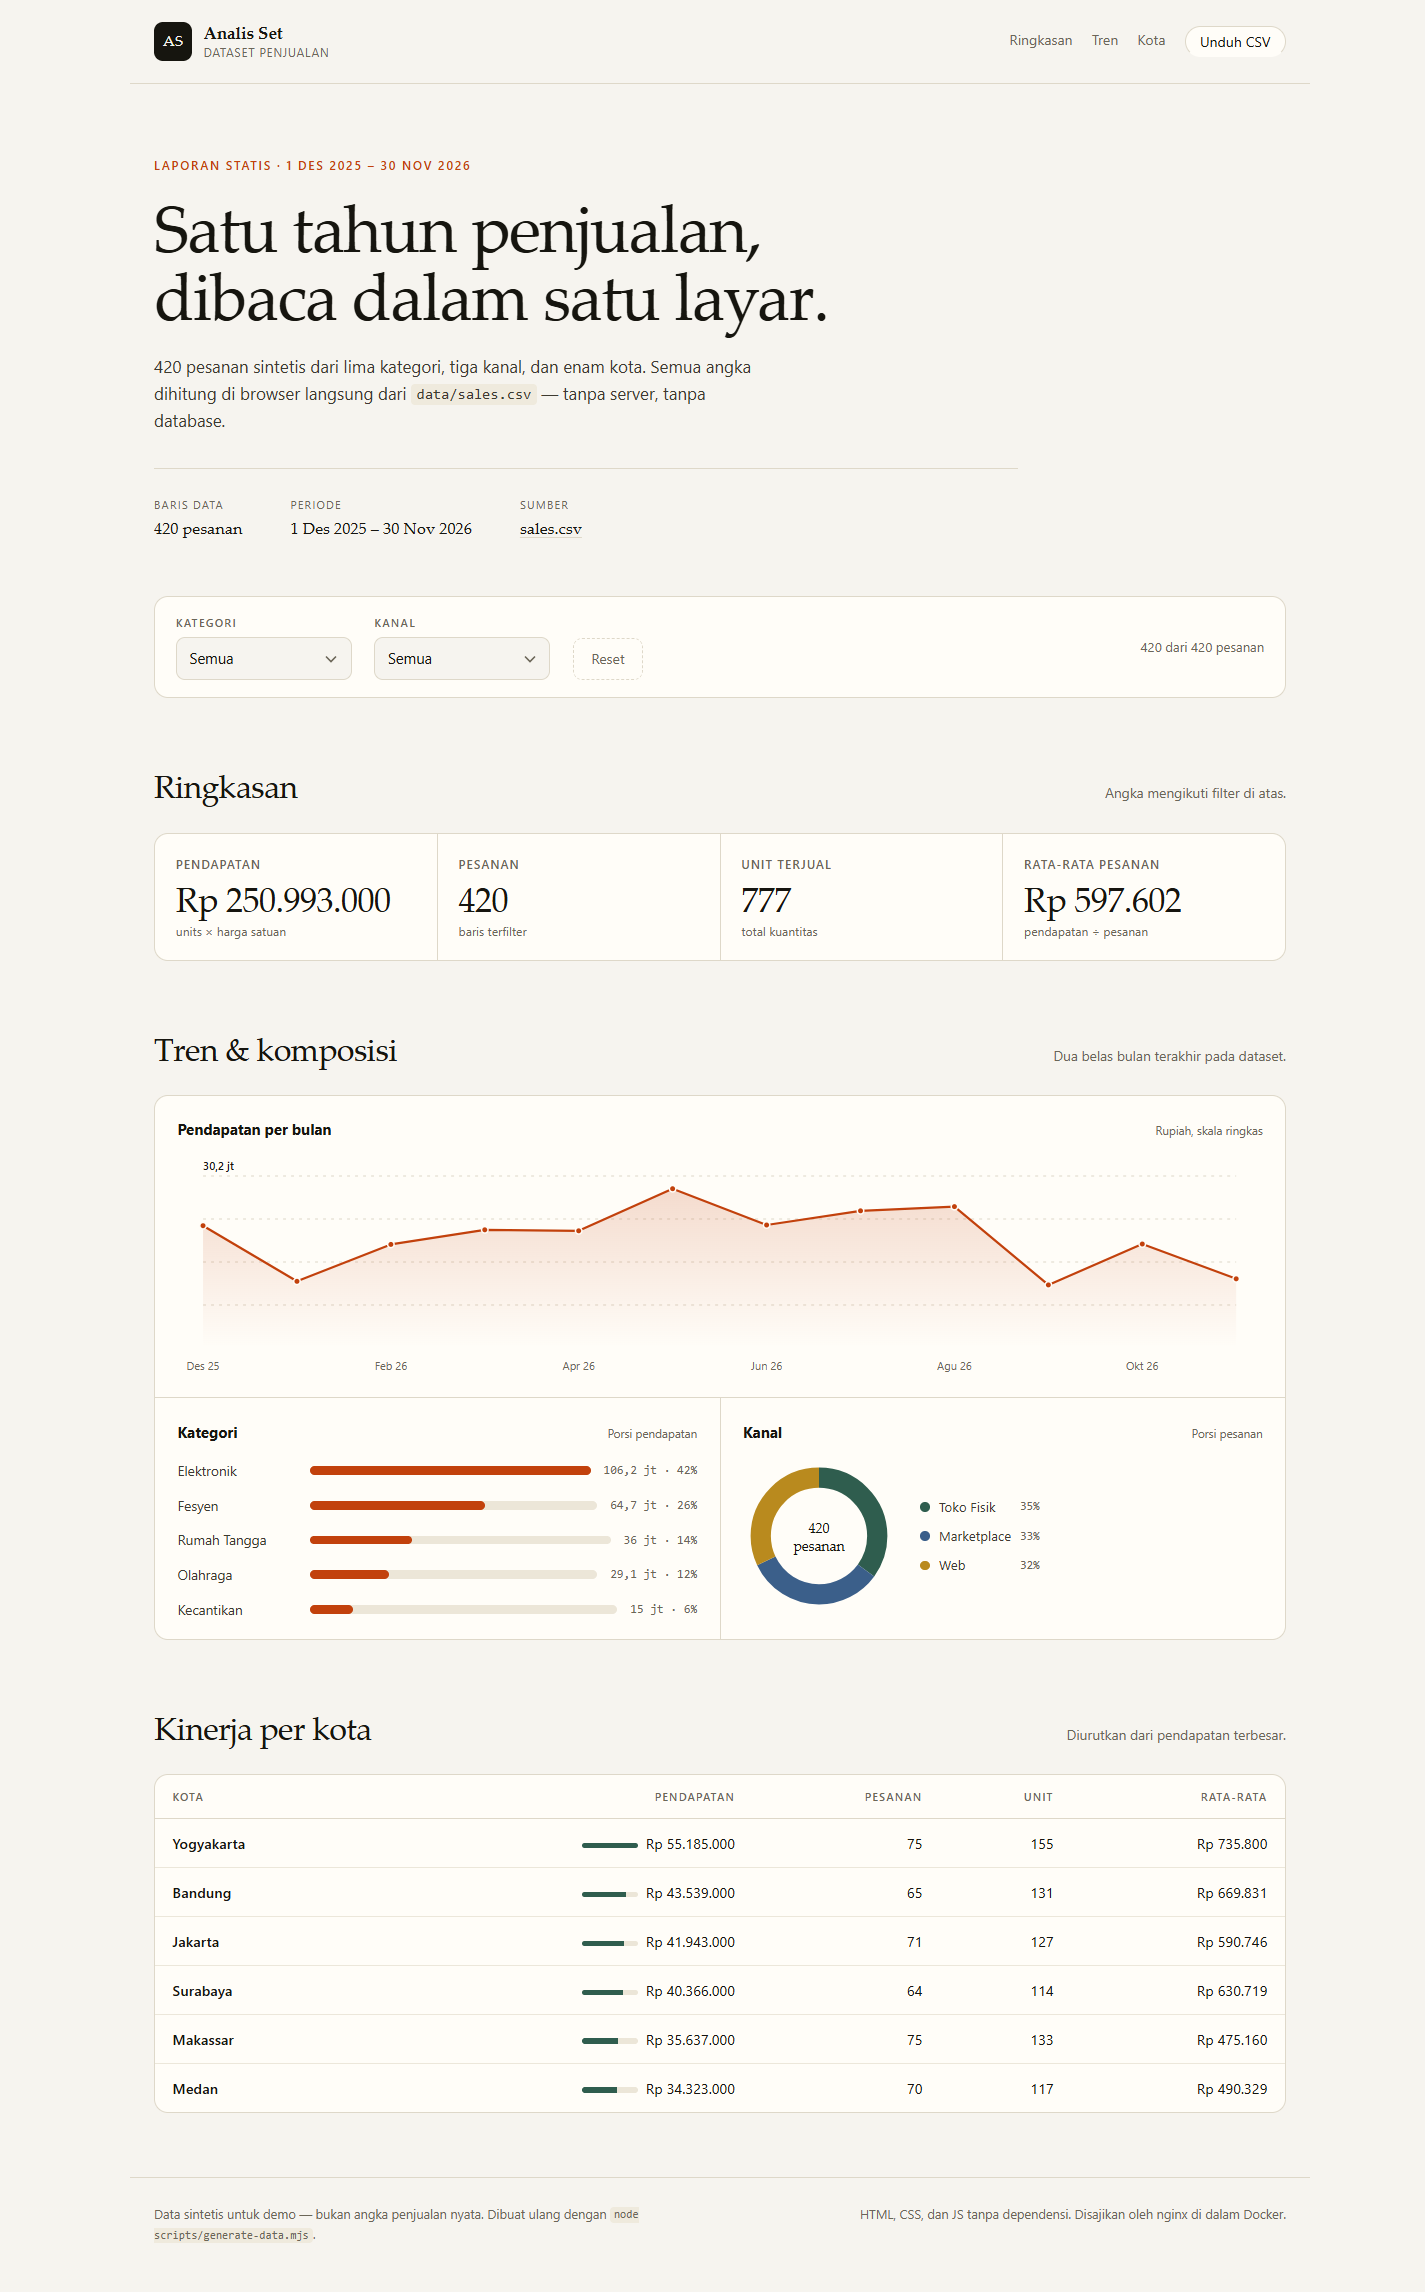 AS
Analis Set
DATASET PENJUALAN
Ringkasan
Tren
Kota
Unduh CSV
LAPORAN STATIS · 1 DES 2025 – 30 NOV 2026
Satu tahun penjualan,
dibaca dalam satu layar.
420 pesanan sintetis dari lima kategori, tiga kanal, dan enam kota. Semua angka
dihitung di browser langsung dari data/sales.csv — tanpa server, tanpa
database.
BARIS DATA
420 pesanan
PERIODE
1 Des 2025 – 30 Nov 2026
SUMBER
sales.csv
KATEGORI
Semua
KANAL
Semua
Reset
420 dari 420 pesanan
Ringkasan
Angka mengikuti filter di atas.
PENDAPATAN
Rp 250.993.000
units × harga satuan
PESANAN
420
baris terfilter
UNIT TERJUAL
777
total kuantitas
RATA-RATA PESANAN
Rp 597.602
pendapatan ÷ pesanan
Tren & komposisi
Dua belas bulan terakhir pada dataset.
Pendapatan per bulan
Rupiah, skala ringkas
30,2 jt
Des 25
Feb 26
Apr 26
Jun 26
Agu 26
Okt 26
Kategori
Porsi pendapatan
Elektronik
106,2 jt · 42%
Fesyen
64,7 jt · 26%
Rumah Tangga
36 jt · 14%
Olahraga
29,1 jt · 12%
Kecantikan
15 jt · 6%
Kanal
Porsi pesanan
420
pesanan
Toko Fisik 35%
Marketplace 33%
Web 32%
Kinerja per kota
Diurutkan dari pendapatan terbesar.
KOTA PENDAPATAN PESANAN UNIT RATA-RATA
Yogyakarta Rp 55.185.000 75 155 Rp 735.800
Bandung Rp 43.539.000 65 131 Rp 669.831
Jakarta Rp 41.943.000 71 127 Rp 590.746
Surabaya Rp 40.366.000 64 114 Rp 630.719
Makassar Rp 35.637.000 75 133 Rp 475.160
Medan Rp 34.323.000 70 117 Rp 490.329
Data sintetis untuk demo — bukan angka penjualan nyata. Dibuat ulang dengan node
scripts/generate-data.mjs.
HTML, CSS, dan JS tanpa dependensi. Disajikan oleh nginx di dalam Docker.